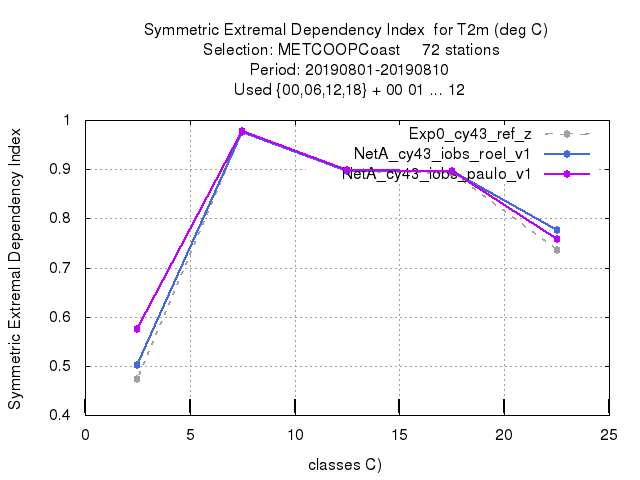 Symmetric Extremal Dependency Index  for T2m (deg C)
Selection: METCOOPCoast     72 stations
Period: 20190801-20190810
Used {00,06,12,18} + 00 01 ... 12
Symmetric Extremal Dependency Index
1
0.9
0.8
0.7
0.6
0.5
0.4
Exp0_cy43_ref_z
NetA_cy43_iobs_roel_v1
NetA_cy43_iobs_paulo_v1
0 5 10 15 20 25
classes C)